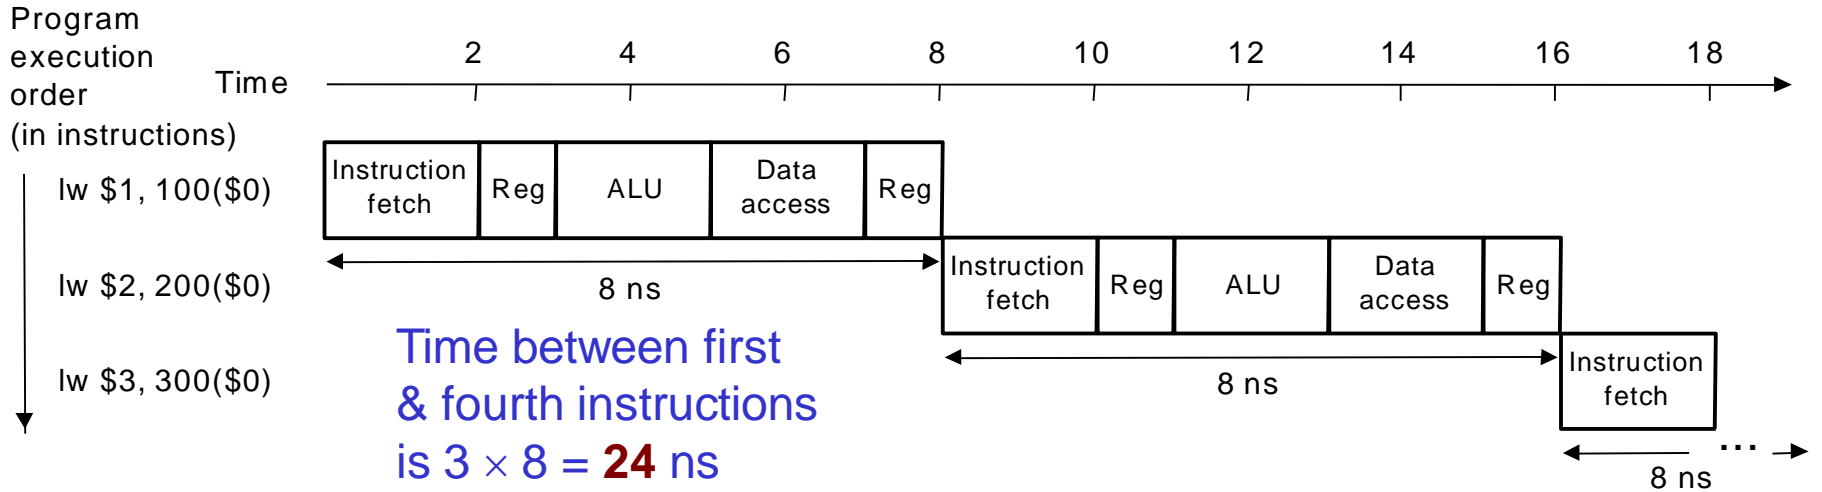 Program
execution
order
(in instructions)
Time
2 4 6 8 10 12 14 16 18
lw $1, 100($0)
Instruction
fetch
Reg
ALU
Data
access
Reg
8 ns
lw $2, 200($0)
Instruction
fetch
Reg
ALU
Data
access
Reg
8 ns
lw $3, 300($0)
Instruction
fetch
...
8 ns
Time between first
& fourth instructions
is 3 × 8 = 24 ns